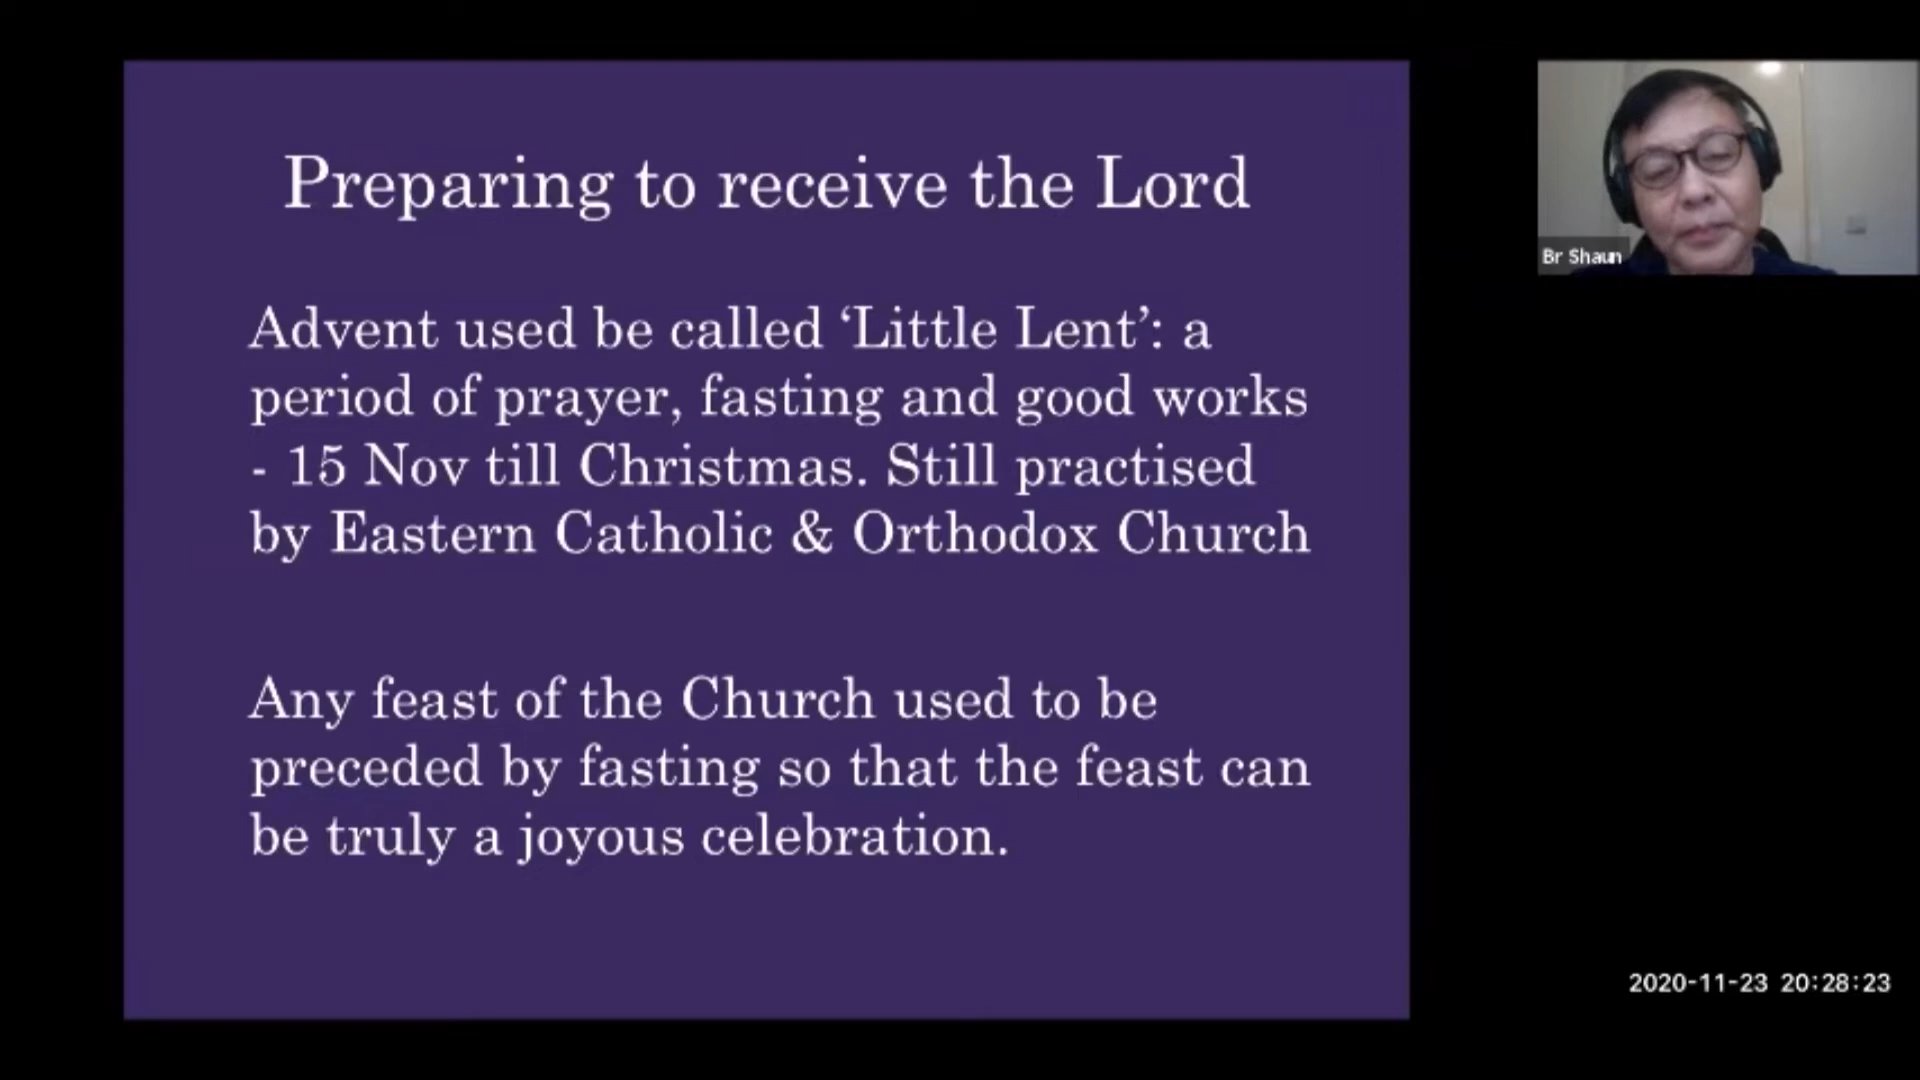 Preparing to receive the Lord
Advent used be called ‘Little Lent’: a
period of prayer, fasting and good works
- 15 Nov till Christmas. Still practised
by Eastern Catholic & Orthodox Church
Any feast of the Church used to be
preceded by fasting so that the feast can
be truly a joyous celebration.
Br Shaun
2020-11-23 20:28:23